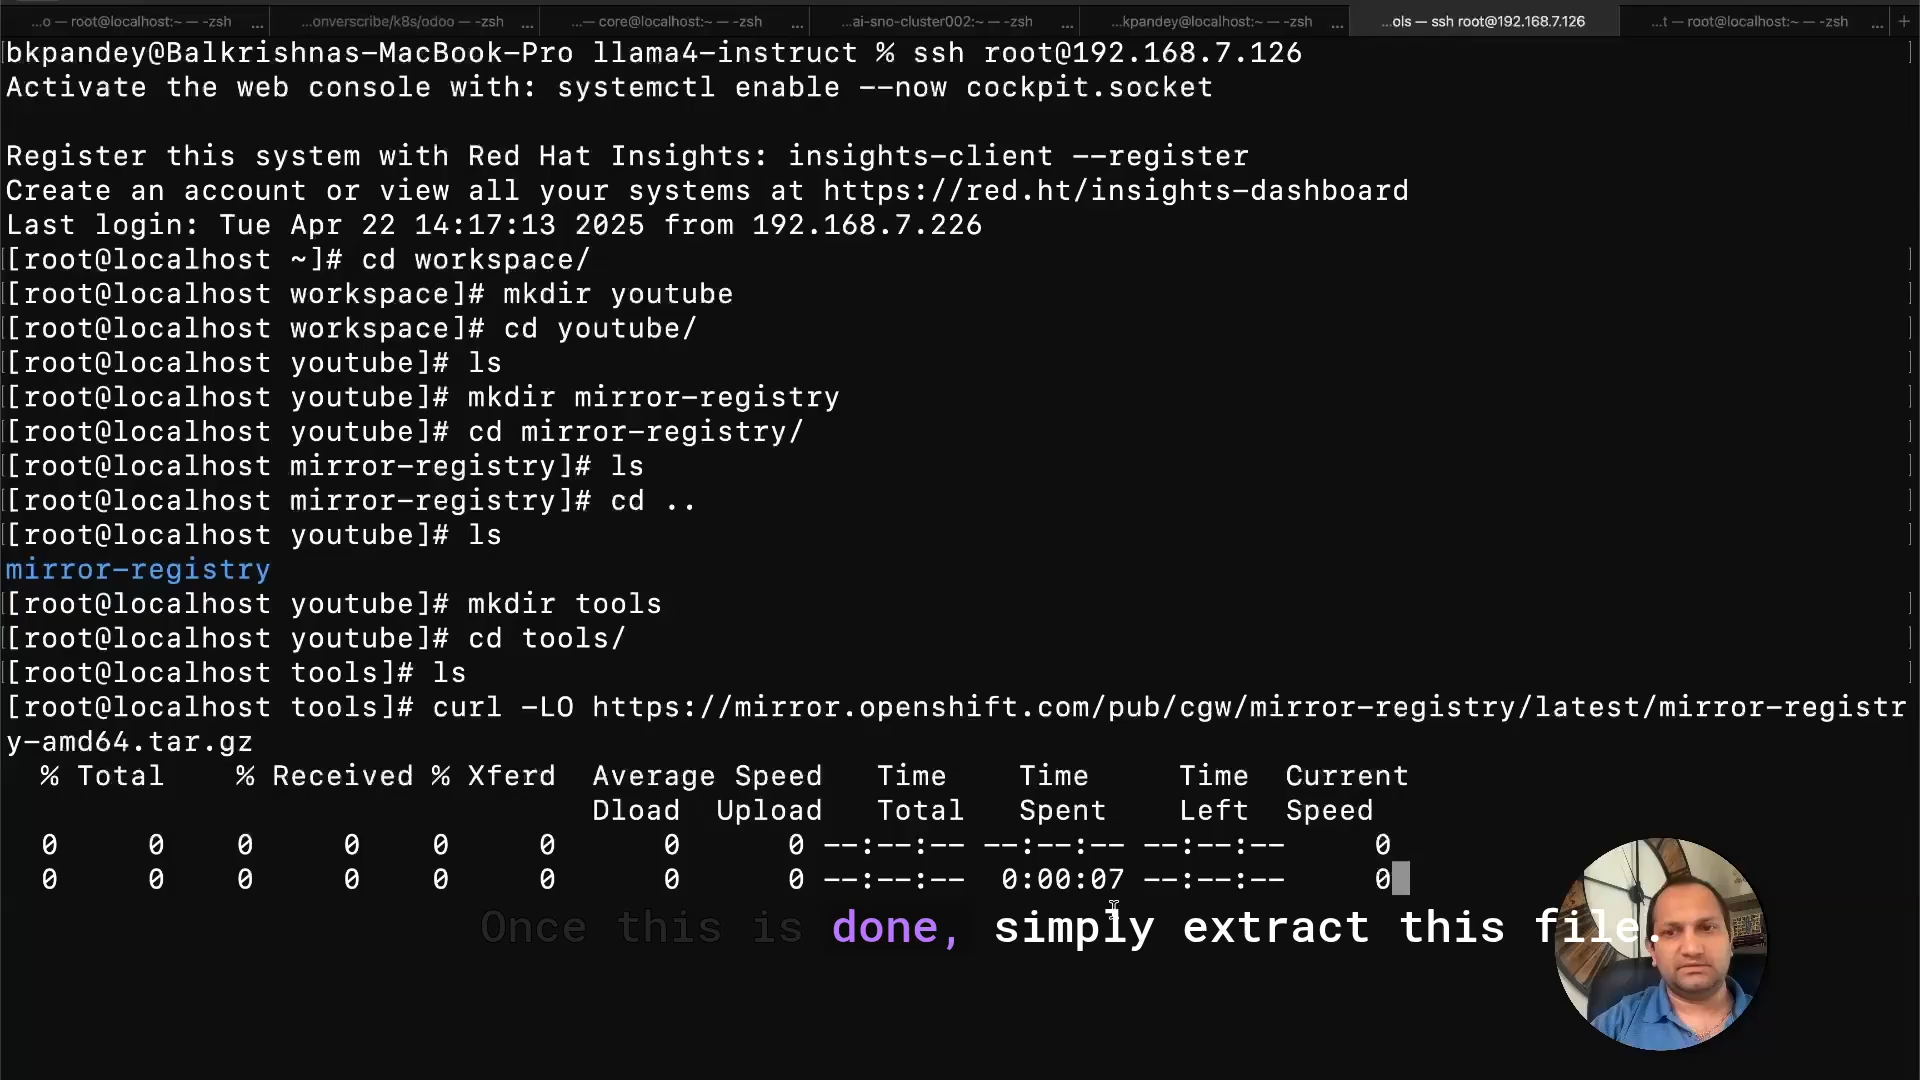 ...o — root@localhost:~ — -zsh ... ...onverscribe/k8s/odoo — -zsh ... ... — core@localhost:~ — -zsh ... ...ai-sno-cluster002:~ — -zsh ... ...kpandey@localhost:~ — -zsh ... ...ols — ssh root@192.168.7.126 ...t — root@localhost:~ — -zsh ... +
[bkpandey@Balkrishnas-MacBook-Pro llama4-instruct % ssh root@192.168.7.126 ]
Activate the web console with: systemctl enable --now cockpit.socket
Register this system with Red Hat Insights: insights-client --register
Create an account or view all your systems at https://red.ht/insights-dashboard
Last login: Tue Apr 22 14:17:13 2025 from 192.168.7.226
[[root@localhost ~]# cd workspace/ ]
[[root@localhost workspace]# mkdir youtube ]
[[root@localhost workspace]# cd youtube/ ]
[[root@localhost youtube]# ls ]
[[root@localhost youtube]# mkdir mirror-registry ]
[[root@localhost youtube]# cd mirror-registry/ ]
[[root@localhost mirror-registry]# ls ]
[[root@localhost mirror-registry]# cd .. ]
[[root@localhost youtube]# ls ]
mirror-registry
[[root@localhost youtube]# mkdir tools ]
[[root@localhost youtube]# cd tools/ ]
[[root@localhost tools]# ls ]
[[root@localhost tools]# curl -LO https://mirror.openshift.com/pub/cgw/mirror-registry/latest/mirror-registr
y-amd64.tar.gz
% Total % Received % Xferd Average Speed Time Time Time Current
Dload Upload Total Spent Left Speed
0 0 0 0 0 0 0 0 --:--:-- --:--:-- --:--:-- 0
0 0 0 0 0 0 0 0 --:--:-- 0:00:07 --:--:-- 0
Once this is done, simply extract this file.